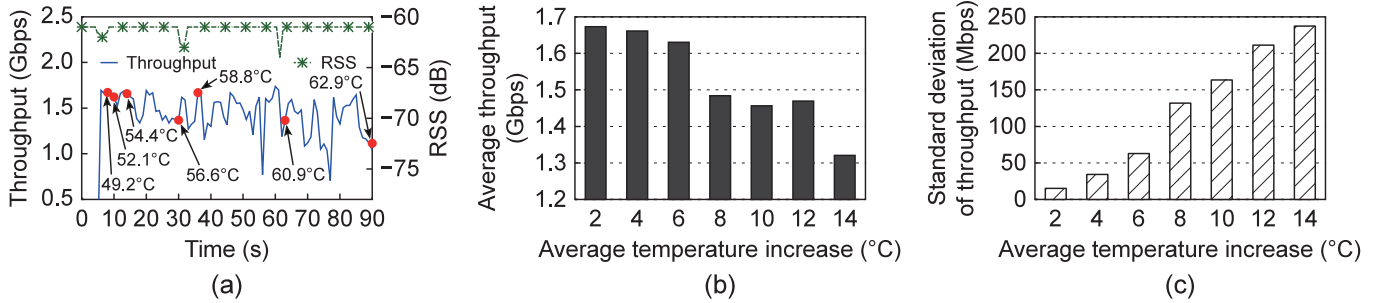 Throughput (Gbps)
2.5
2.0
1.5
1.0
0.5
−60
−65
−70
−75
RSS (dB)
Throughput
RSS
58.8°C
62.9°C
54.4°C
52.1°C
49.2°C
56.6°C
60.9°C
0 10 20 30 40 50 60 70 80 90
Time (s)
(a)
Average throughput
(Gbps)
1.7
1.6
1.5
1.4
1.3
1.2
2 4 6 8 10 12 14
Average temperature increase (°C)
(b)
Standard deviation
of throughput (Mbps)
250
200
150
100
50
0
2 4 6 8 10 12 14
Average temperature increase (°C)
(c)